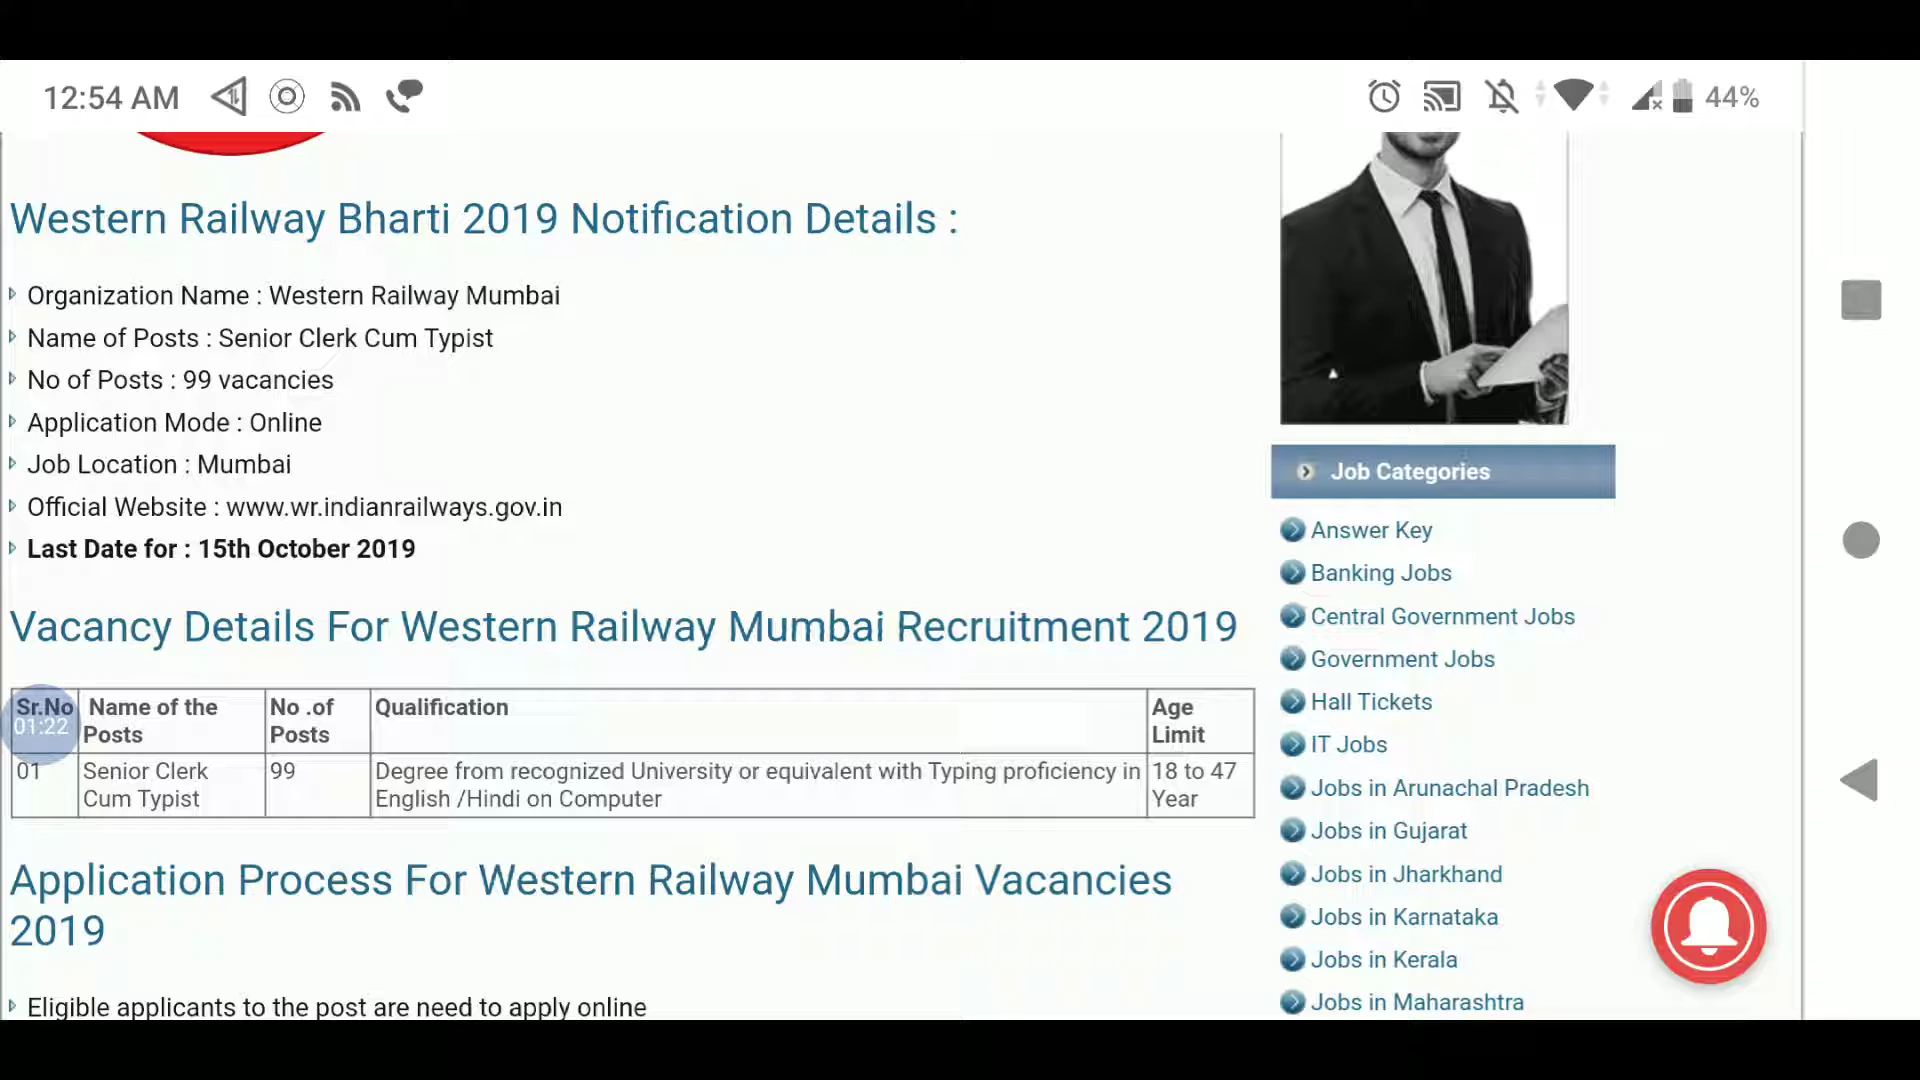 12:54 AM
44%
Western Railway Bharti 2019 Notification Details :
Organization Name : Western Railway Mumbai
Name of Posts : Senior Clerk Cum Typist
No of Posts : 99 vacancies
Application Mode : Online
Job Location : Mumbai
Official Website : www.wr.indianrailways.gov.in
Last Date for : 15th October 2019
Vacancy Details For Western Railway Mumbai Recruitment 2019
Sr.No Name of the Posts No .of Posts Qualification Age Limit
01:22
01 Senior Clerk Cum Typist 99 Degree from recognized University or equivalent with Typing proficiency in English /Hindi on Computer 18 to 47 Year
Application Process For Western Railway Mumbai Vacancies
2019
Eligible applicants to the post are need to apply online
Job Categories
Answer Key
Banking Jobs
Central Government Jobs
Government Jobs
Hall Tickets
IT Jobs
Jobs in Arunachal Pradesh
Jobs in Gujarat
Jobs in Jharkhand
Jobs in Karnataka
Jobs in Kerala
Jobs in Maharashtra